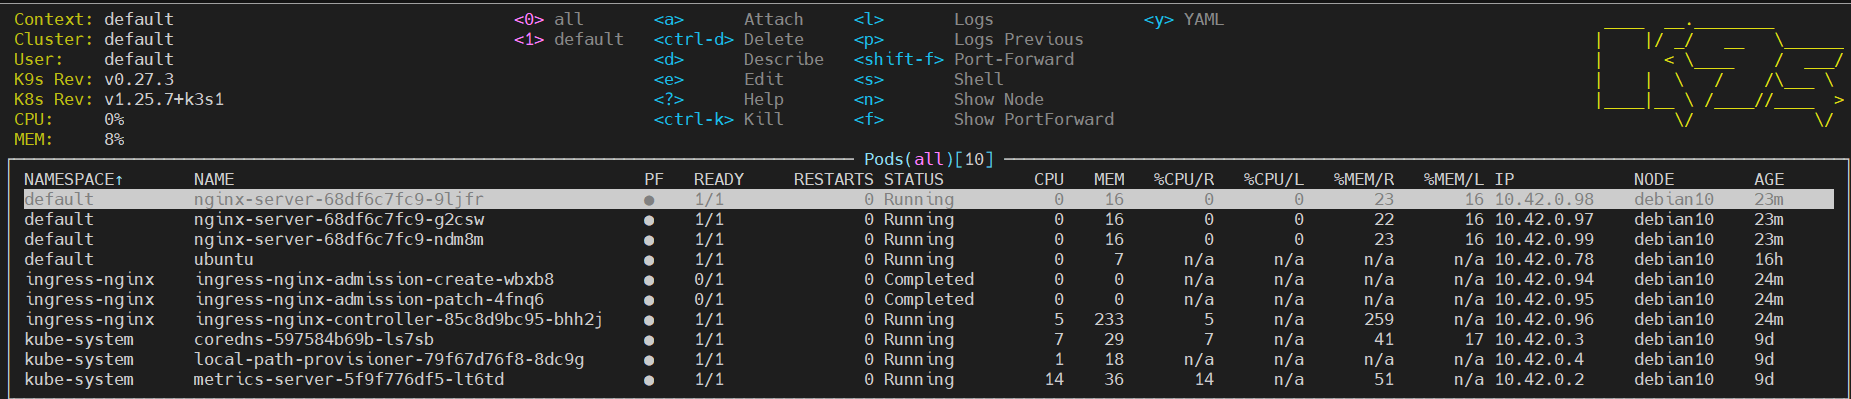 Context: default <0> all <a> Attach <l> Logs <y> YAML
Cluster: default <1> default <ctrl-d> Delete <p> Logs Previous
User: default <d> Describe <shift-f> Port-Forward
K9s Rev: v0.27.3 <e> Edit <s> Shell
K8s Rev: v1.25.7+k3s1 <?> Help <n> Show Node
CPU: 0% <ctrl-k> Kill <f> Show PortForward
MEM: 8%
Pods(all)[10]
NAMESPACE↑ NAME PF READY RESTARTS STATUS CPU MEM %CPU/R %CPU/L %MEM/R %MEM/L IP NODE AGE
default nginx-server-68df6c7fc9-9ljfr ● 1/1 0 Running 0 16 0 0 23 16 10.42.0.98 debian10 23m
default nginx-server-68df6c7fc9-g2csw ● 1/1 0 Running 0 16 0 0 22 16 10.42.0.97 debian10 23m
default nginx-server-68df6c7fc9-ndm8m ● 1/1 0 Running 0 16 0 0 23 16 10.42.0.99 debian10 23m
default ubuntu ● 1/1 0 Running 0 7 n/a n/a n/a n/a 10.42.0.78 debian10 16h
ingress-nginx ingress-nginx-admission-create-wbxb8 ● 0/1 0 Completed 0 0 n/a n/a n/a n/a 10.42.0.94 debian10 24m
ingress-nginx ingress-nginx-admission-patch-4fnq6 ● 0/1 0 Completed 0 0 n/a n/a n/a n/a 10.42.0.95 debian10 24m
ingress-nginx ingress-nginx-controller-85c8d9bc95-bhh2j ● 1/1 0 Running 5 233 5 n/a 259 n/a 10.42.0.96 debian10 24m
kube-system coredns-597584b69b-ls7sb ● 1/1 0 Running 7 29 7 n/a 41 17 10.42.0.3 debian10 9d
kube-system local-path-provisioner-79f67d76f8-8dc9g ● 1/1 0 Running 1 18 n/a n/a n/a n/a 10.42.0.4 debian10 9d
kube-system metrics-server-5f9f776df5-lt6td ● 1/1 0 Running 14 36 14 n/a 51 n/a 10.42.0.2 debian10 9d